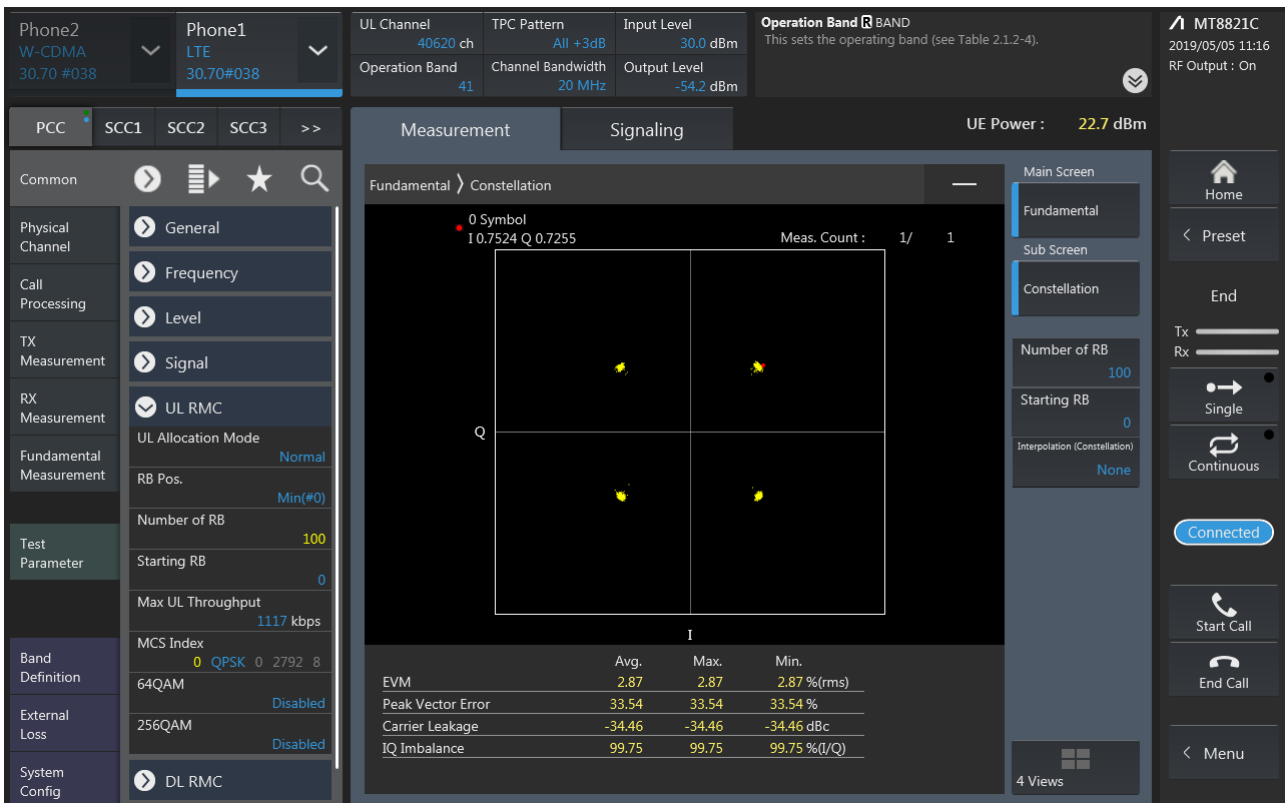 Phone2
W-CDMA
30.70 #038
Phone1
LTE
30.70#038
UL Channel
40620 ch
TPC Pattern
All +3dB
Input Level
30.0 dBm
Operation Band
41
Channel Bandwidth
20 MHz
Output Level
-54.2 dBm
Operation Band R BAND
This sets the operating band (see Table 2.1.2-4).
MT8821C
2019/05/05 11:16
RF Output : On
PCC
SCC1
SCC2
SCC3
>>
Measurement
Signaling
UE Power : 22.7 dBm
Common
Physical
Channel
Call
Processing
TX
Measurement
RX
Measurement
Fundamental
Measurement
Test
Parameter
Band
Definition
External
Loss
System
Config
General
Frequency
Level
Signal
UL RMC
UL Allocation Mode
Normal
RB Pos.
Min(#0)
Number of RB
100
Starting RB
0
Max UL Throughput
1117 kbps
MCS Index
0 QPSK 0 2792 8
64QAM
Disabled
256QAM
Disabled
DL RMC
Fundamental 〉 Constellation
0 Symbol
I 0.7524 Q 0.7255
Meas. Count : 1/ 1
Q
I
Avg. Max. Min.
EVM 2.87 2.87 2.87 %(rms)
Peak Vector Error 33.54 33.54 33.54 %
Carrier Leakage -34.46 -34.46 -34.46 dBc
IQ Imbalance 99.75 99.75 99.75 %(I/Q)
Main Screen
Fundamental
Sub Screen
Constellation
Number of RB
100
Starting RB
0
Interpolation (Constellation)
None
4 Views
Home
< Preset
End
Tx
Rx
Single
Continuous
Connected
Start Call
End Call
< Menu